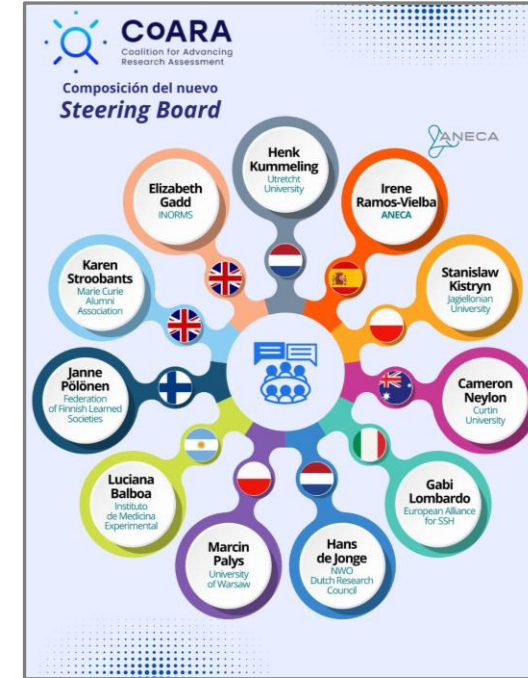 CoARA
Coalition for Advancing
Research Assessment
Composición del nuevo
Steering Board
ANECA
Henk
Kummeling
Utretcht
University
Irene
Ramos-Vielba
ANECA
Stanislaw
Kistryn
Jagiellonian
University
Cameron
Neylon
Curtin
University
Gabi
Lombardo
European Alliance
for SSH
Hans
de Jonge
NWO
Dutch Research
Council
Marcin
Palys
University
of Warsaw
Luciana
Balboa
Instituto
de Medicina
Experimental
Janne
Pölönen
Federation
of Finnish Learned
Societies
Karen
Stroobants
Marie Curie
Alumni
Association
Elizabeth
Gadd
INORMS